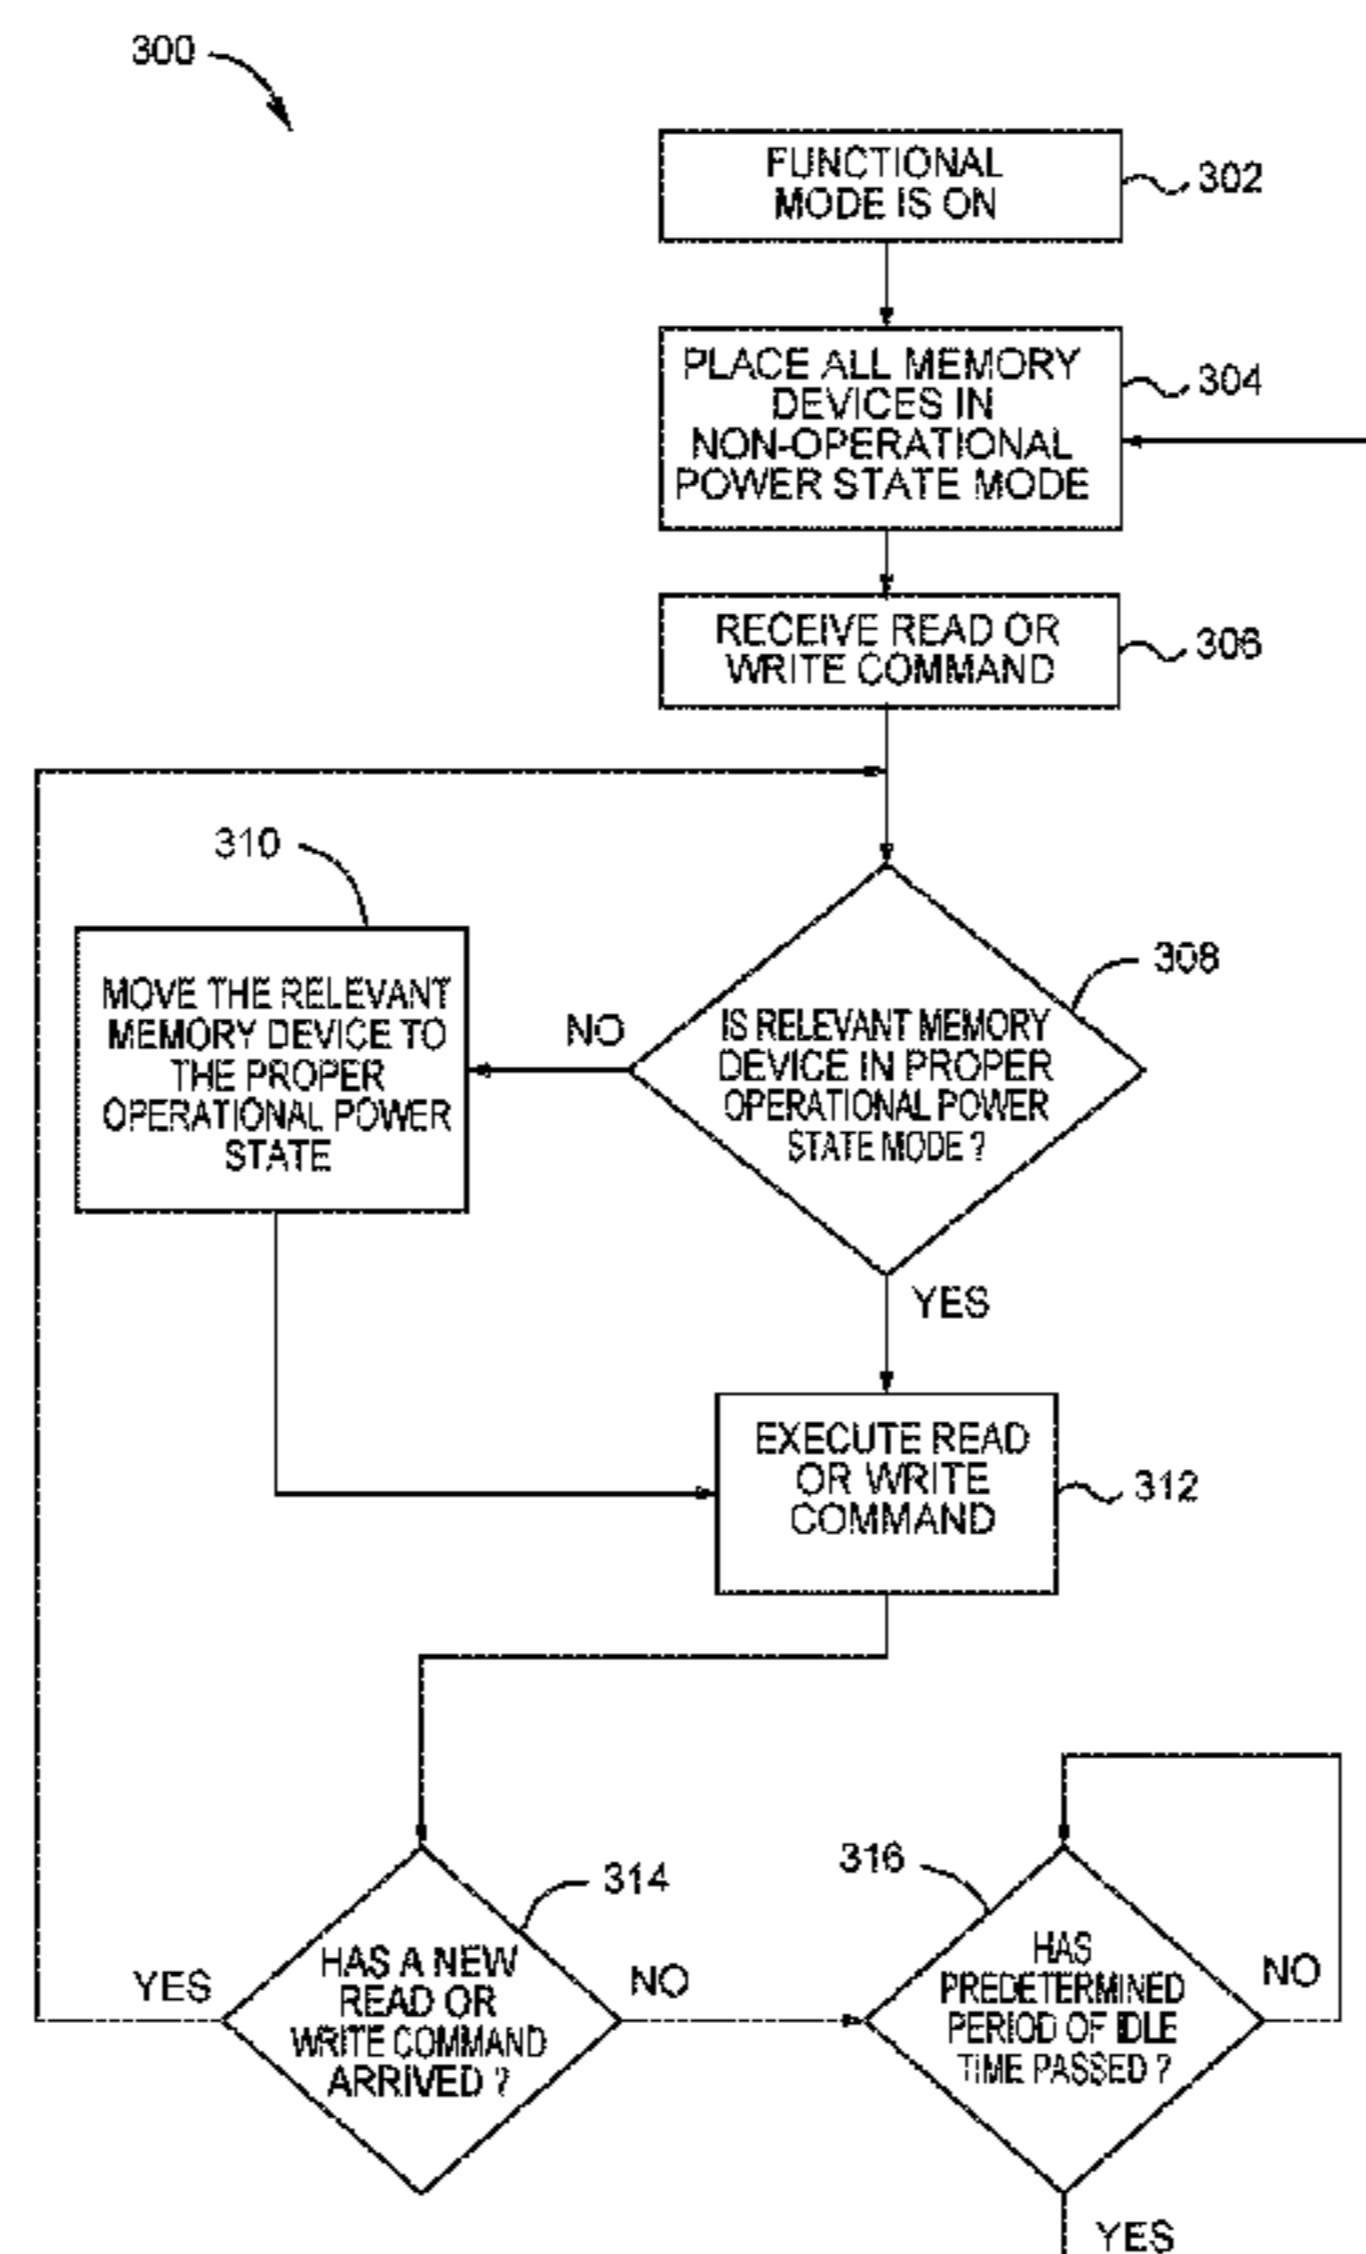 300
FUNCTIONAL
MODE IS ON
302
PLACE ALL MEMORY
DEVICES IN
NON-OPERATIONAL
POWER STATE MODE
304
RECEIVE READ OR
WRITE COMMAND
306
310
MOVE THE RELEVANT
MEMORY DEVICE TO
THE PROPER
OPERATIONAL POWER
STATE
NO
308
IS RELEVANT MEMORY
DEVICE IN PROPER
OPERATIONAL POWER
STATE MODE ?
YES
EXECUTE READ
OR WRITE
COMMAND
312
314
YES
HAS A NEW
READ OR
WRITE COMMAND
ARRIVED ?
NO
316
HAS
PREDETERMINED
PERIOD OF IDLE
TIME PASSED ?
NO
YES